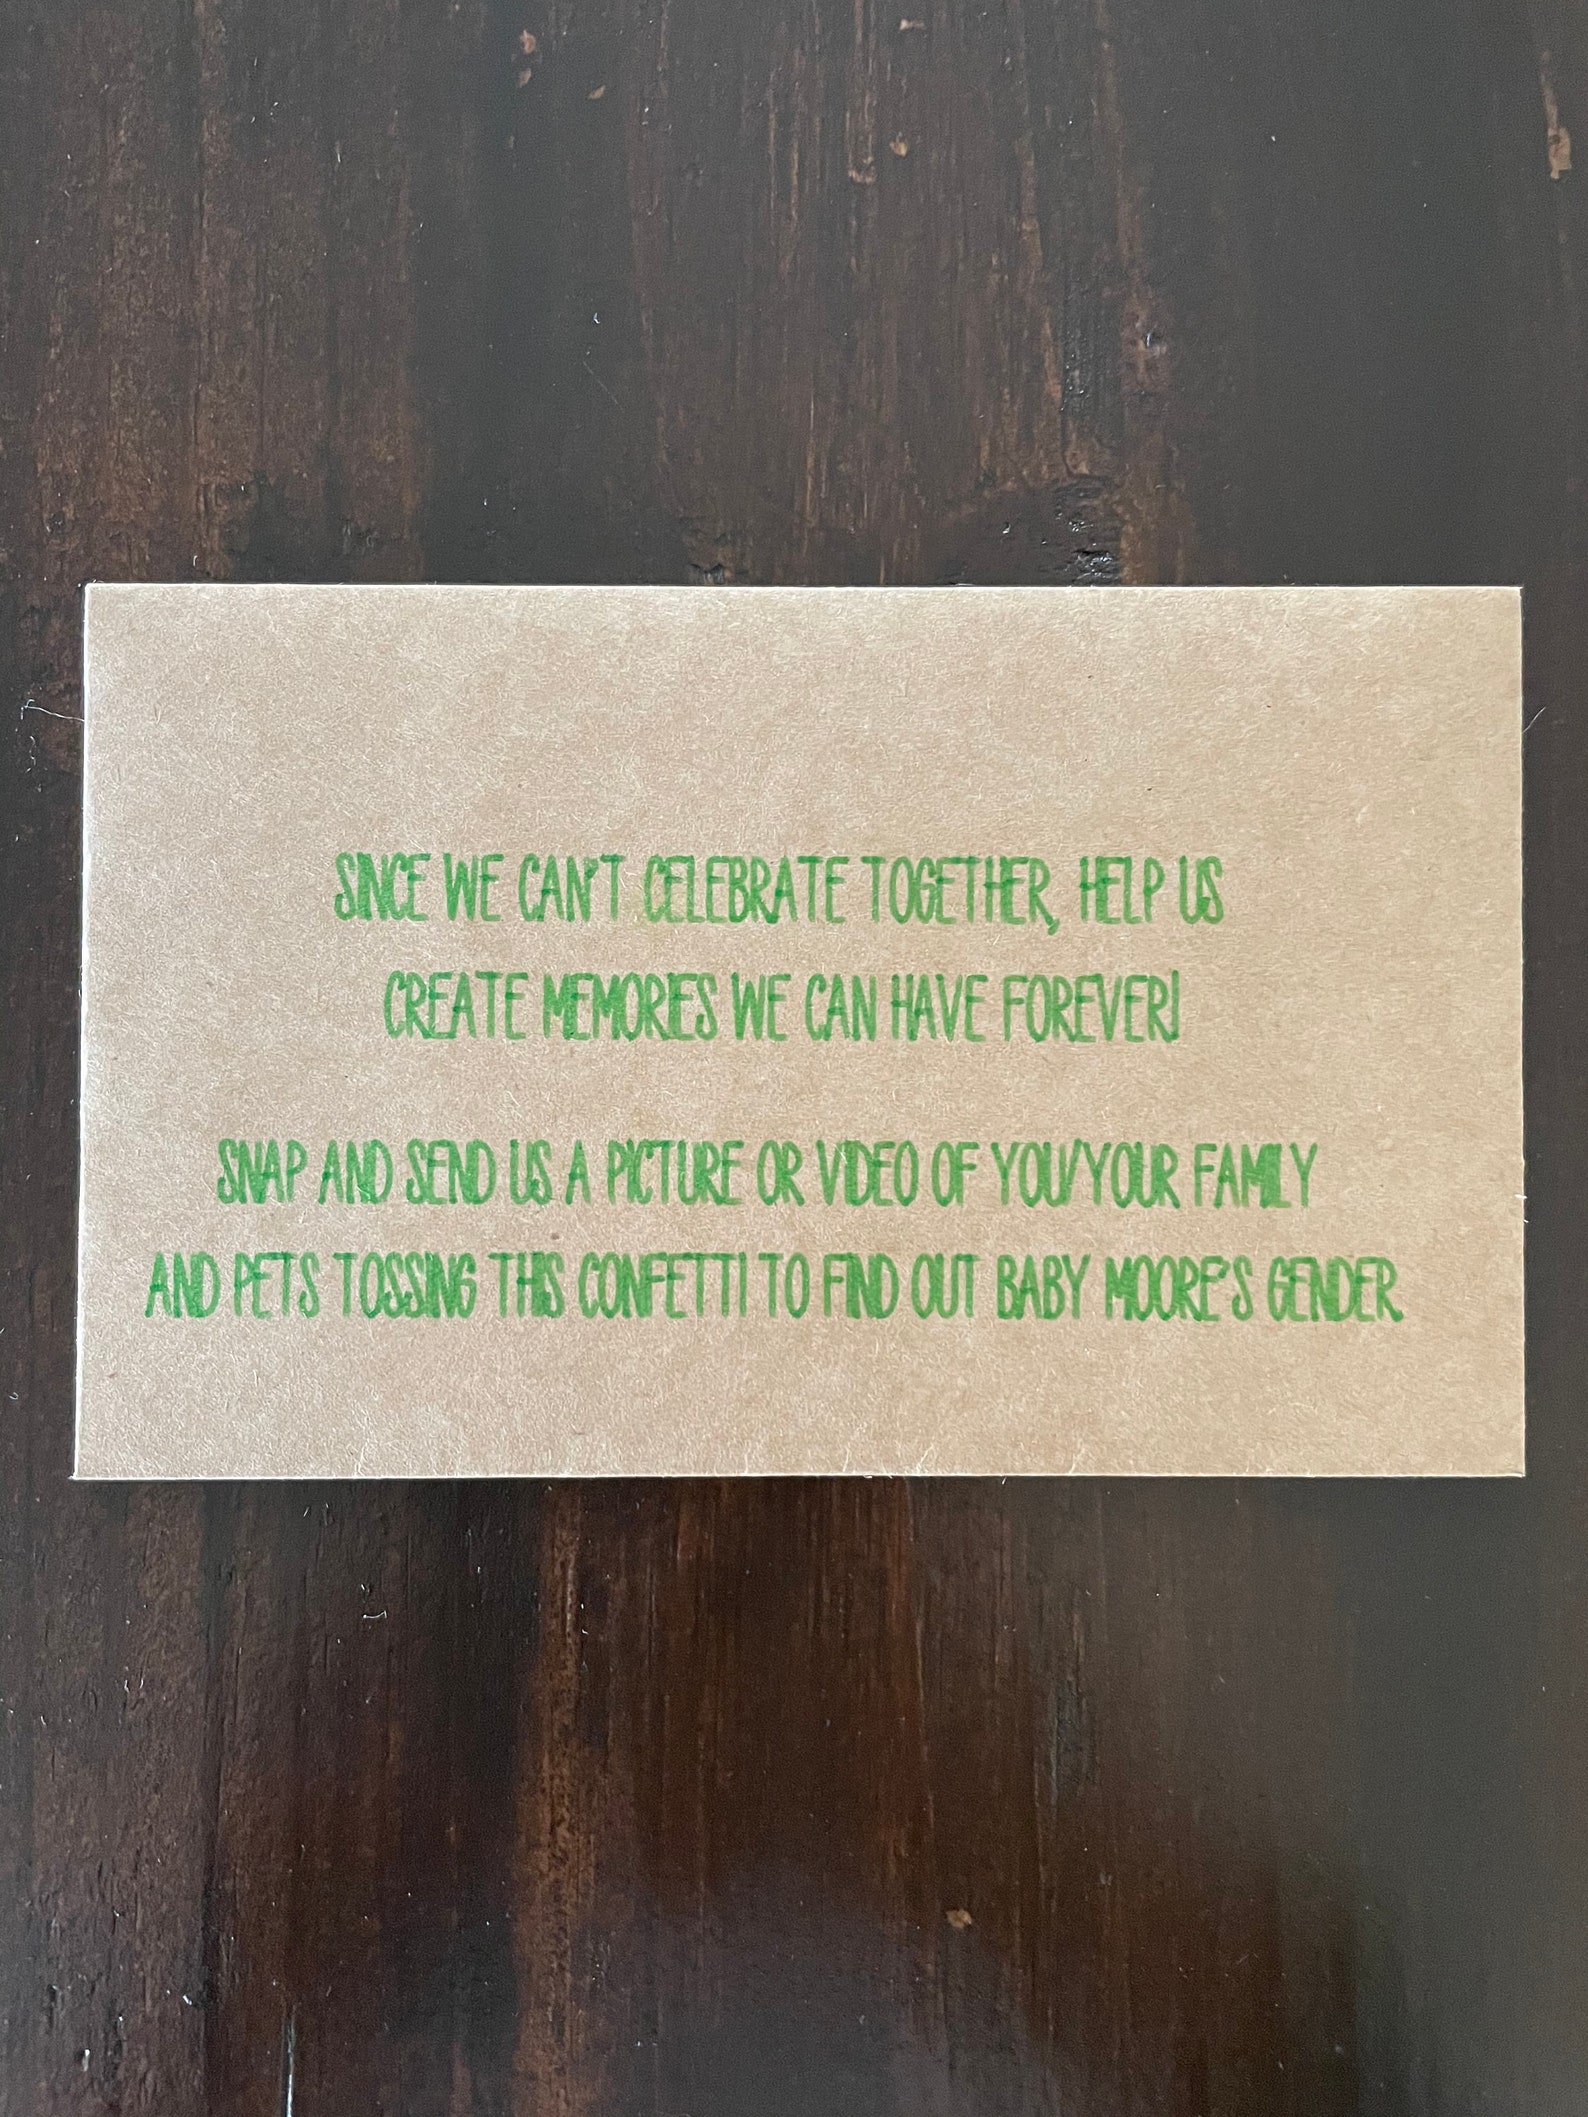 SINCE WE CAN'T CELEBRATE TOGETHER, HELP US
CREATE MEMORIES WE CAN HAVE FOREVER!
SNAP AND SEND US A PICTURE OR VIDEO OF YOU/YOUR FAMILY
AND PETS TOSSING THIS CONFETTI TO FIND OUT BABY MOORE'S GENDER.